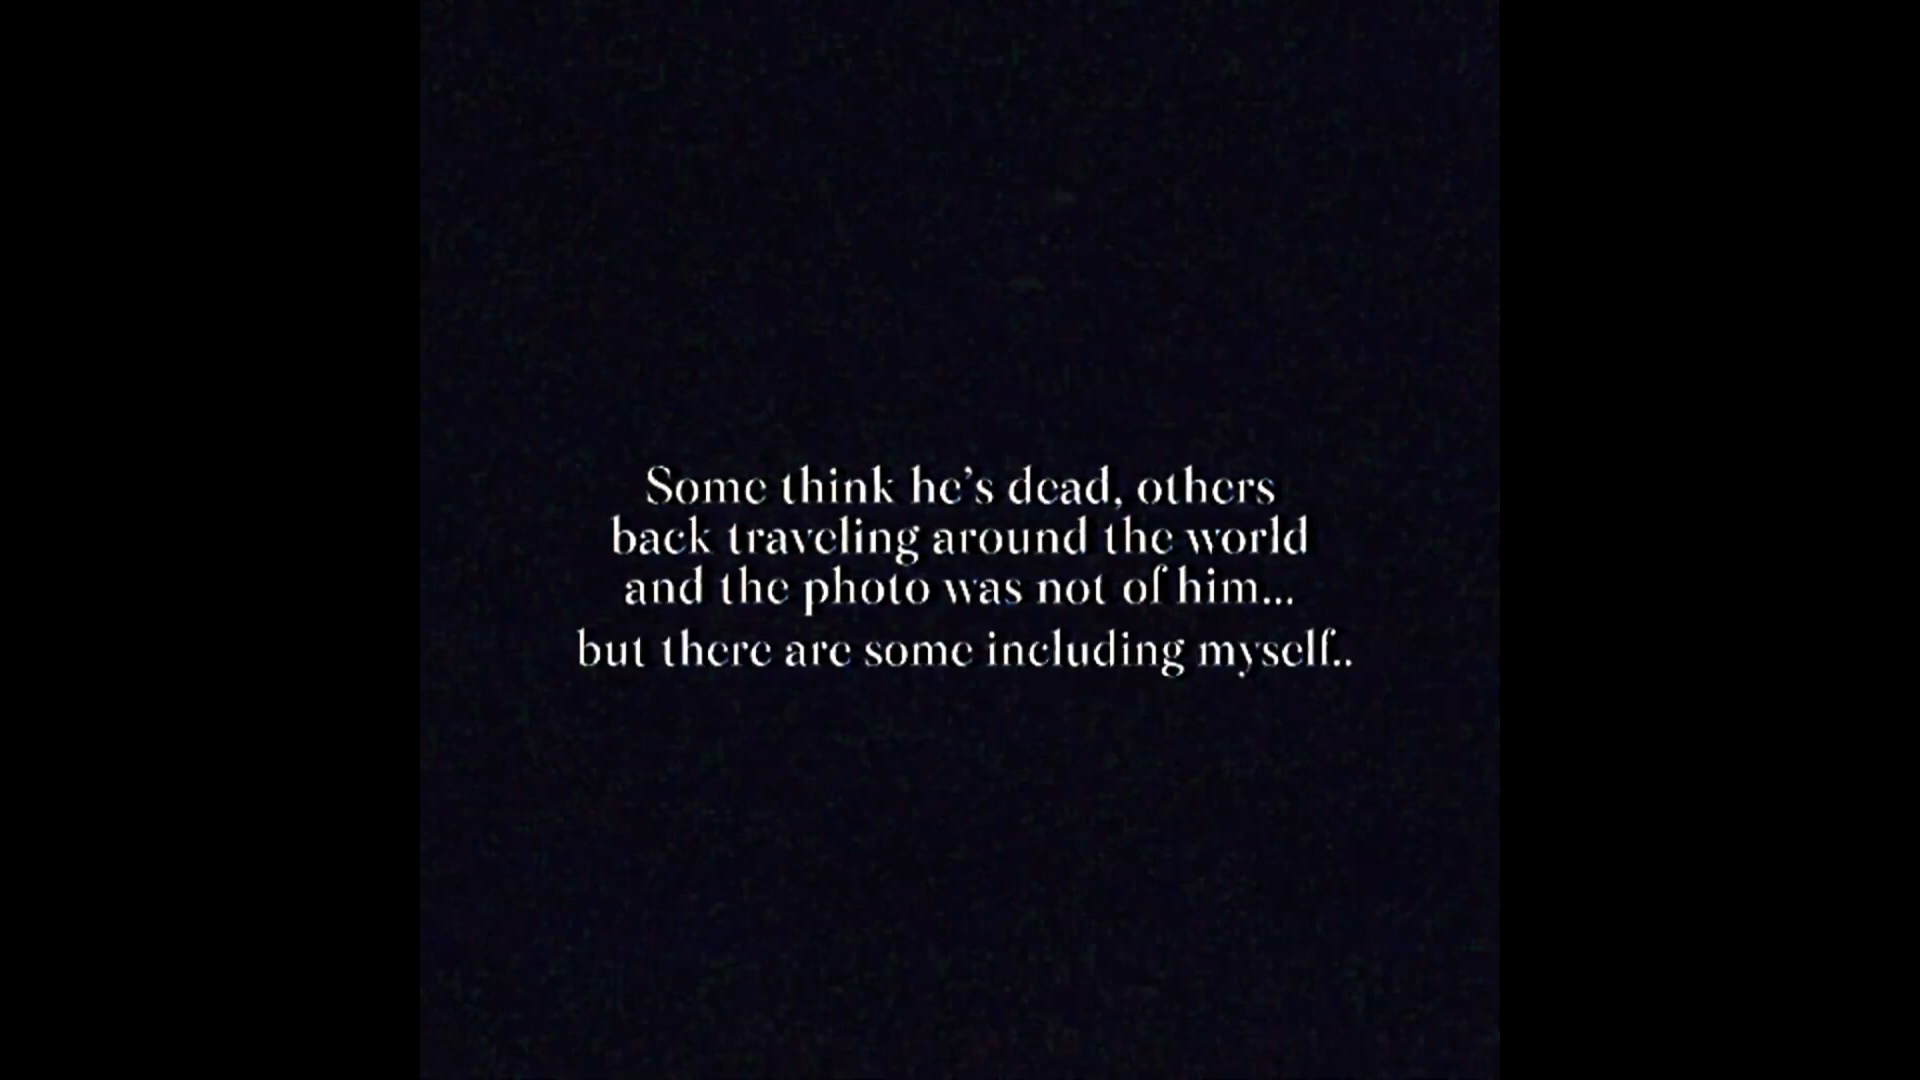 Some think he's dead, others
back traveling around the world
and the photo was not of him...
but there are some including myself..